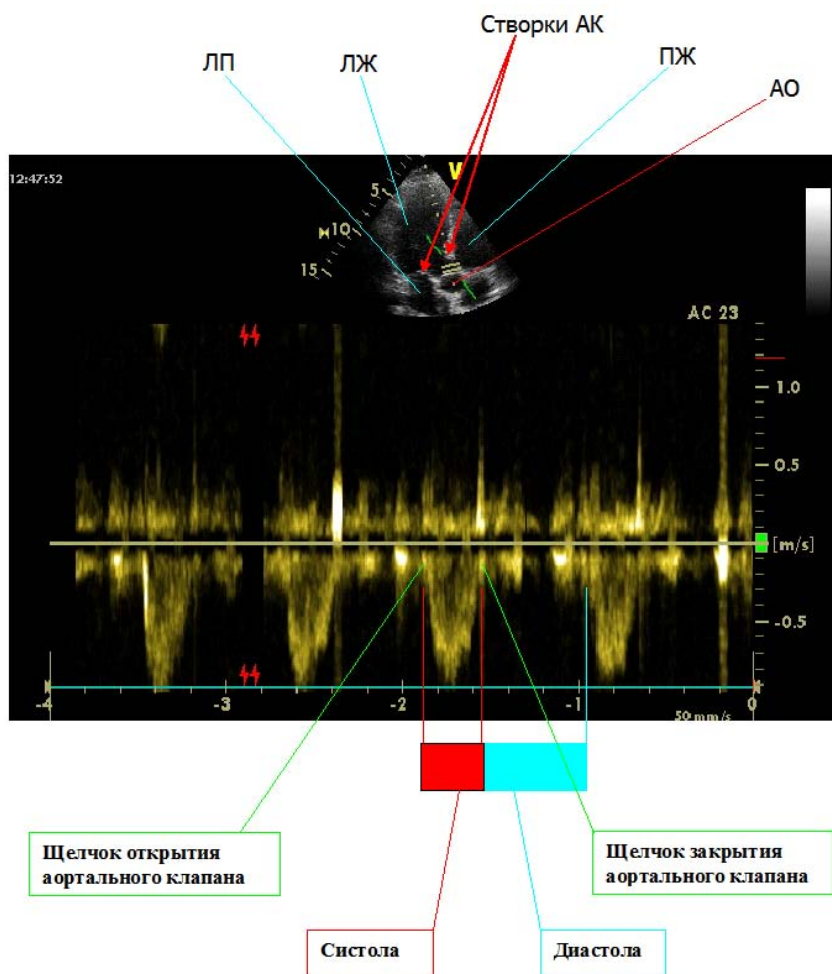 Створки АК
ЛП
ЛЖ
ПЖ
АО
12:47:52
V
5
10
15
AC 23
1.0
0.5
[m/s]
-0.5
-4
-3
-2
-1
0
50 mm/s
Щелчок открытия
аортального клапана
Щелчок закрытия
аортального клапана
Систола
Диастола